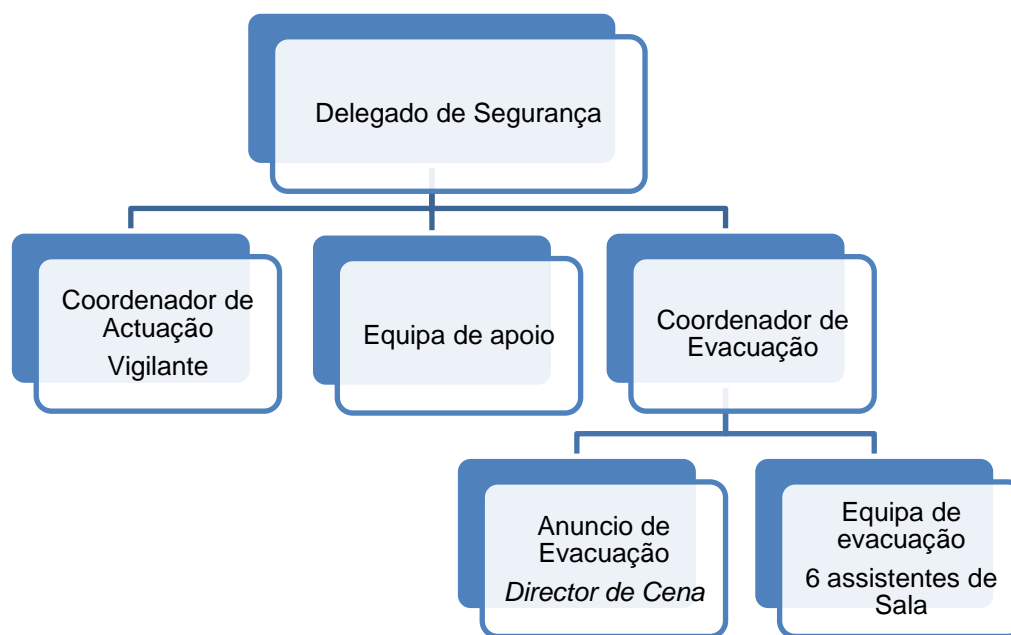 Delegado de Segurança
Coordenador de
Actuação
Vigilante
Equipa de apoio
Coordenador de
Evacuação
Anuncio de
Evacuação
Director de Cena
Equipa de
evacuação
6 assistentes de
Sala